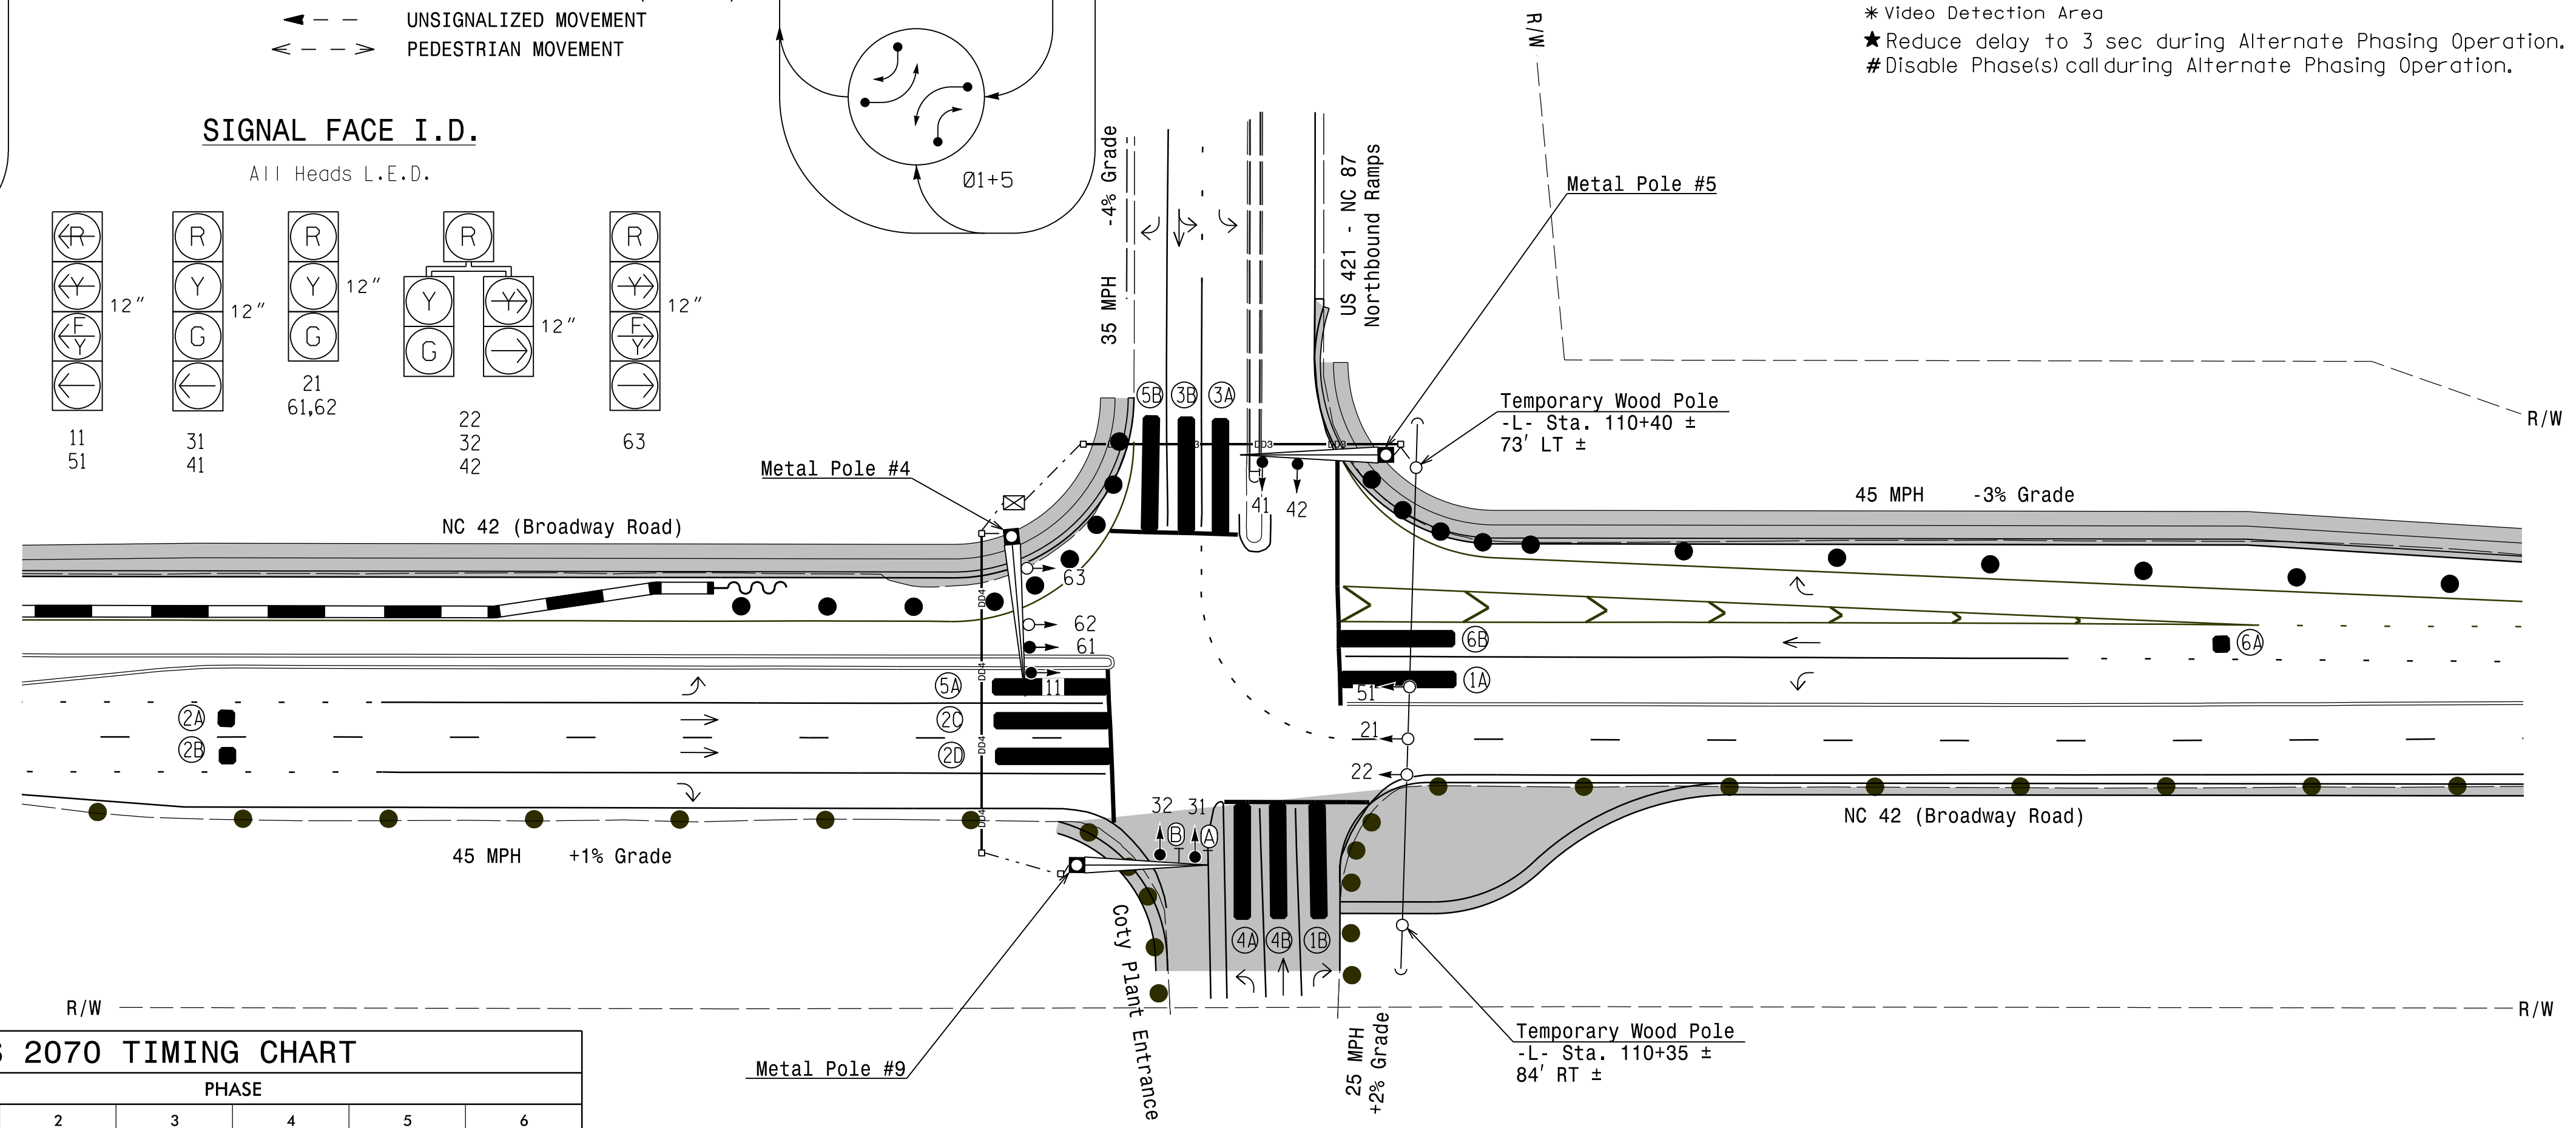 UNSIGNALIZED MOVEMENT
PEDESTRIAN MOVEMENT
SIGNAL FACE I.D.
All Heads L.E.D.
R
Y
F
Y
12"
11
51
R
Y
G
12"
31
41
R
Y
G
12"
21
61,62
R
Y
Y
G
12"
22
32
42
R
Y
F
Y
12"
63
Ø1+5
R/W
* Video Detection Area
★ Reduce delay to 3 sec during Alternate Phasing Operation.
# Disable Phase(s) call during Alternate Phasing Operation.
35 MPH -4% Grade
US 421 - NC 87
Northbound Ramps
Metal Pole #5
Temporary Wood Pole
-L- Sta. 110+40 ±
73' LT ±
R/W
Metal Pole #4
5B
3B
3A
DD3
DD3
41
42
45 MPH -3% Grade
NC 42 (Broadway Road)
63
62
61
11
DD4
DD4
DD4
DD4
6B
1A
6A
51
21
22
5A
2C
2D
2A
2B
32
31
B
A
NC 42 (Broadway Road)
45 MPH +1% Grade
4A
4B
1B
Coty Plant Entrance
R/W
R/W
25 MPH
+2% Grade
Temporary Wood Pole
-L- Sta. 110+35 ±
84' RT ±
Metal Pole #9
2070 TIMING CHART
PHASE
2
3
4
5
6